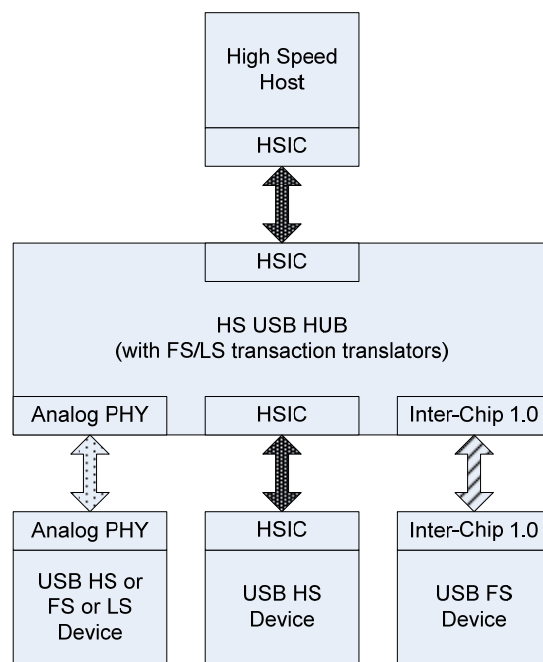 High Speed
Host
HSIC
HSIC
HS USB HUB
(with FS/LS transaction translators)
Analog PHY
HSIC
Inter-Chip 1.0
Analog PHY
HSIC
Inter-Chip 1.0
USB HS or
FS or LS
Device
USB HS
Device
USB FS
Device